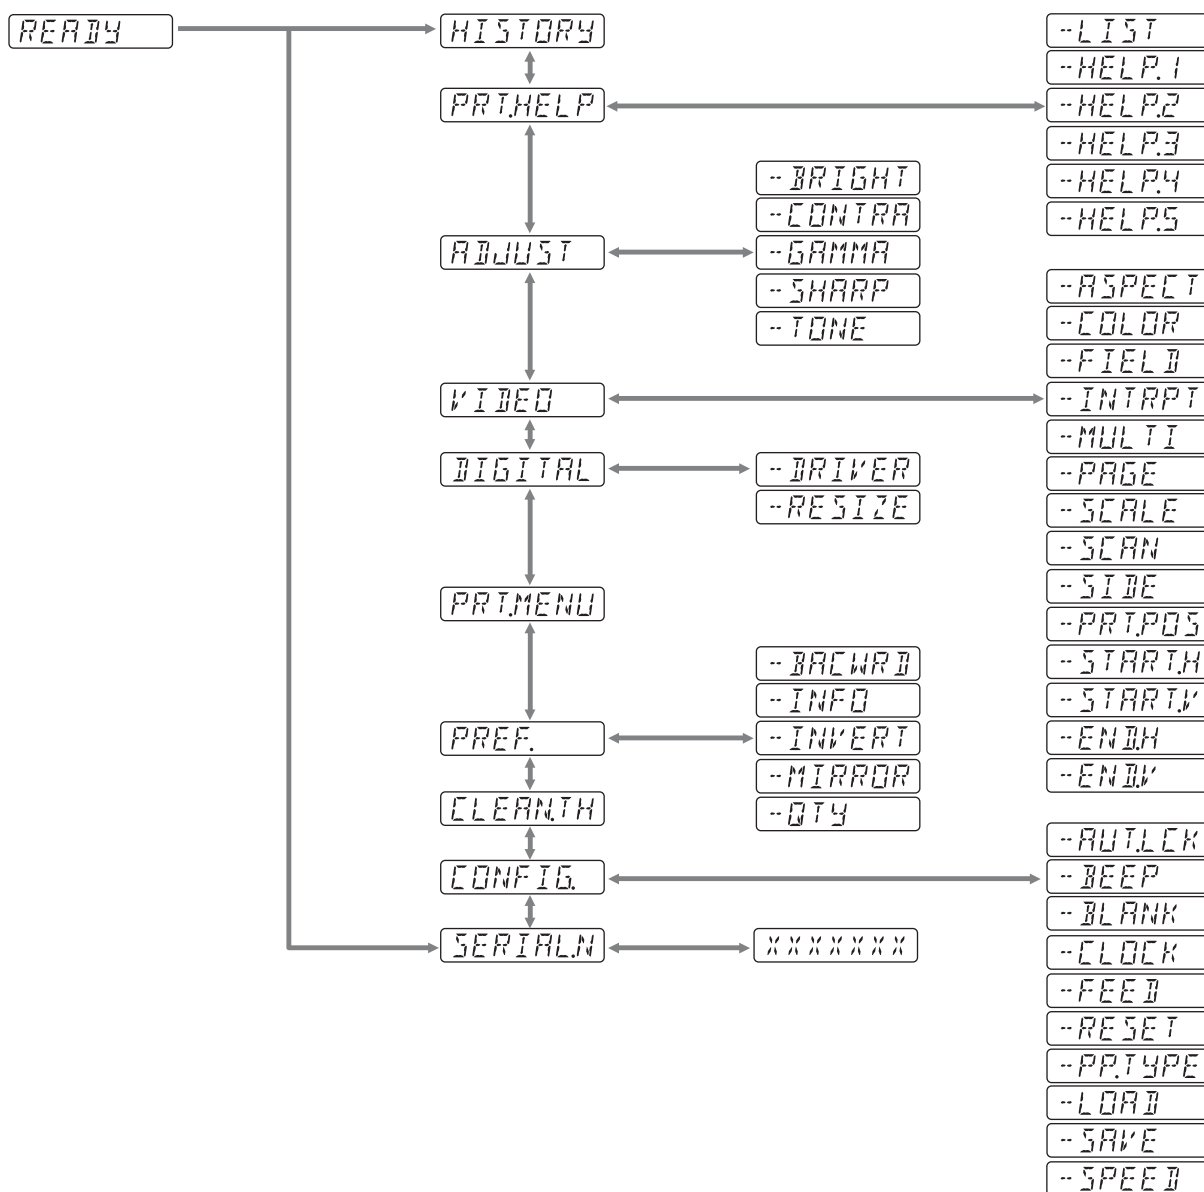 READY
HISTORY
PRT.HELP
ADJUST
VIDEO
DIGITAL
PRT.MENU
PREF.
CLEAN.TH
CONFIG.
SERIAL.N
--BRIGHT
--CONTRA
--GAMMA
--SHARP
--TONE
--DRIVER
--RESIZE
--BACWRD
--INFO
--INVERT
--MIRROR
--QTY
XXXXXXX
--LIST
--HELP.1
--HELP.2
--HELP.3
--HELP.4
--HELP.5
--ASPECT
--COLOR
--FIELD
--INTRPT
--MULTI
--PAGE
--SCALE
--SCAN
--SIDE
--PRT.POS
--START.H
--START.V
--END.H
--END.V
--AUT.LCK
--BEEP
--BLANK
--CLOCK
--FEED
--RESET
--PP.TYPE
--LOAD
--SAVE
--SPEED